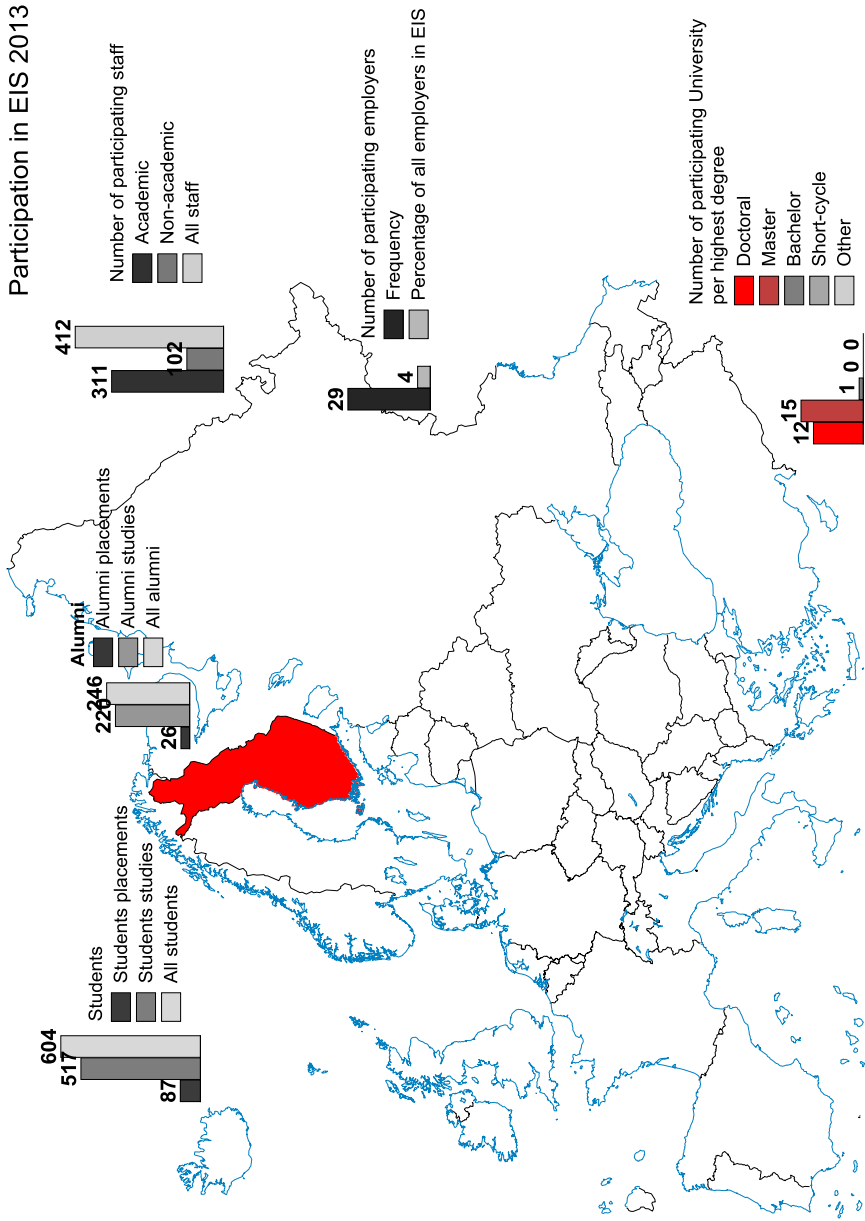 Participation in EIS 2013
Students
Students placements
Students studies
All students
87
517
604
Alumni
Alumni placements
Alumni studies
All alumni
26
220
246
Number of participating staff
Academic
Non-academic
All staff
311
102
412
Number of participating employers
Frequency
Percentage of all employers in EIS
29
4
Number of participating University
per highest degree
Doctoral
Master
Bachelor
Short-cycle
Other
12
15
1
0
0